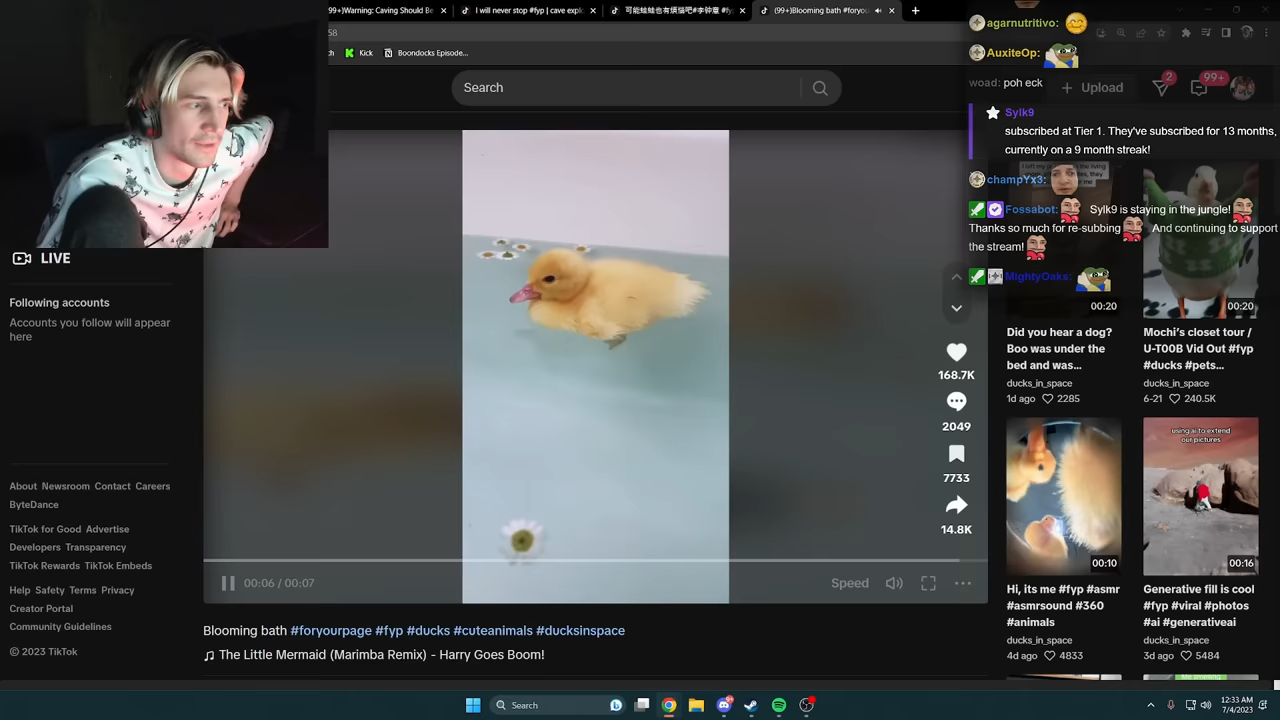 (99+)Warning: Caving Should Be
I will never stop #fyp | cave explo
可能蛙蛙也有煩惱吧#李钟意 #f
(99+)Blooming bath #foryou
58
Kick
Boondocks Episode...
Search
Upload
2
99+
agarnutritivo:
AuxiteOp:
woad: poh eck
Sylk9
subscribed at Tier 1. They've subscribed for 13 months,
currently on a 9 month streak!
champYx3:
Fossabot: Sylk9 is staying in the jungle!
Thanks so much for re-subbing And continuing to support
the stream!
MightyOaks:
LIVE
Following accounts
Accounts you follow will appear
here
About Newsroom Contact Careers
ByteDance
TikTok for Good Advertise
Developers Transparency
TikTok Rewards TikTok Embeds
Help Safety Terms Privacy
Creator Portal
Community Guidelines
© 2023 TikTok
168.7K
2049
7733
14.8K
00:06 / 00:07
Speed
Blooming bath #foryourpage #fyp #ducks #cuteanimals #ducksinspace
The Little Mermaid (Marimba Remix) - Harry Goes Boom!
00:20
Did you hear a dog?
Boo was under the
bed and was...
ducks_in_space
1d ago 2285
00:20
Mochi's closet tour /
U-T00B Vid Out #fyp
#ducks #pets...
ducks_in_space
6-21 240.5K
00:10
Hi, its me #fyp #asmr
#asmrsound #360
#animals
ducks_in_space
4d ago 4833
using ai to extend
our pictures
00:16
Generative fill is cool
#fyp #viral #photos
#ai #generativeai
ducks_in_space
3d ago 5484
Search
12:33 AM
7/4/2023